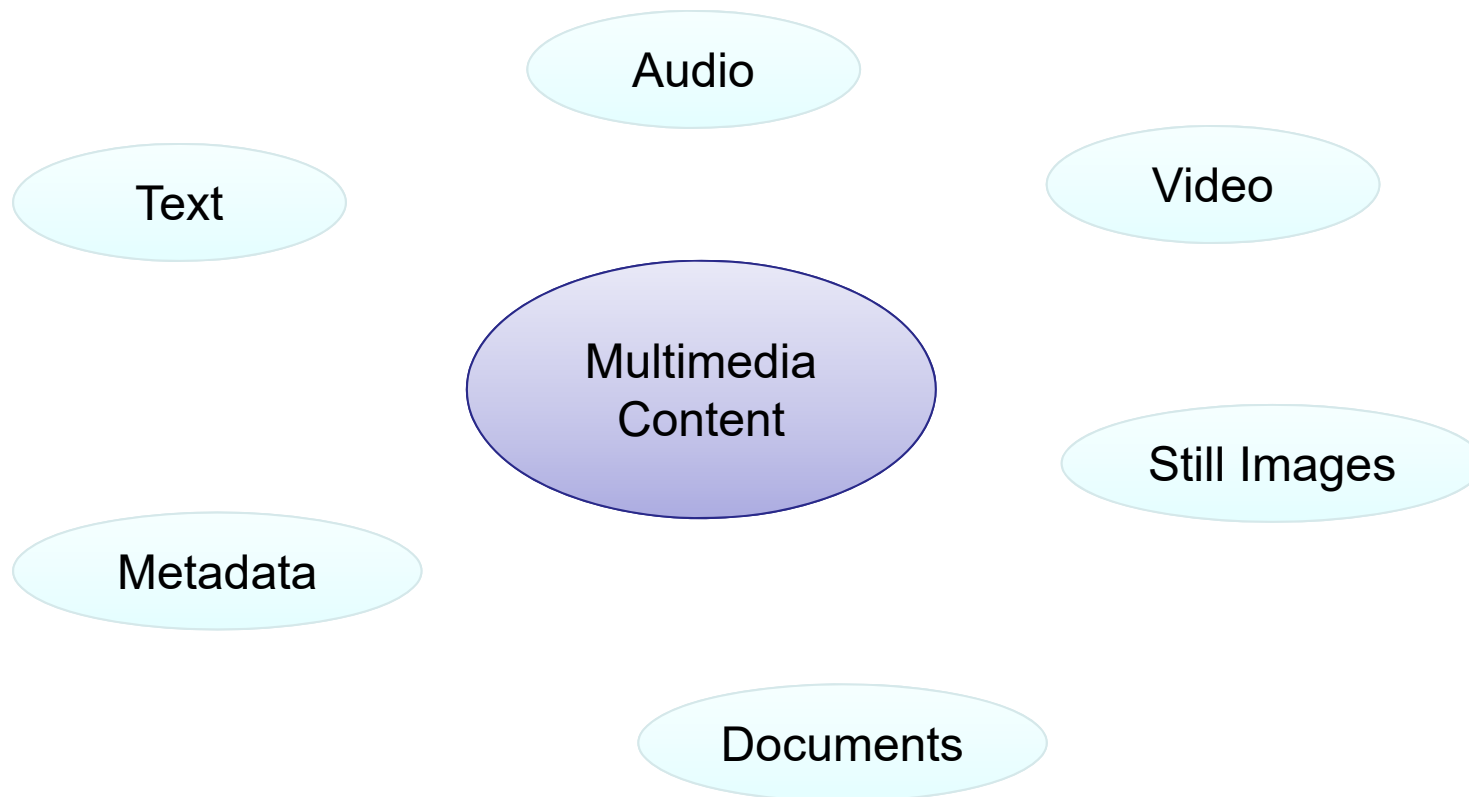 Audio
Video
Text
Multimedia
Content
Still Images
Metadata
Documents